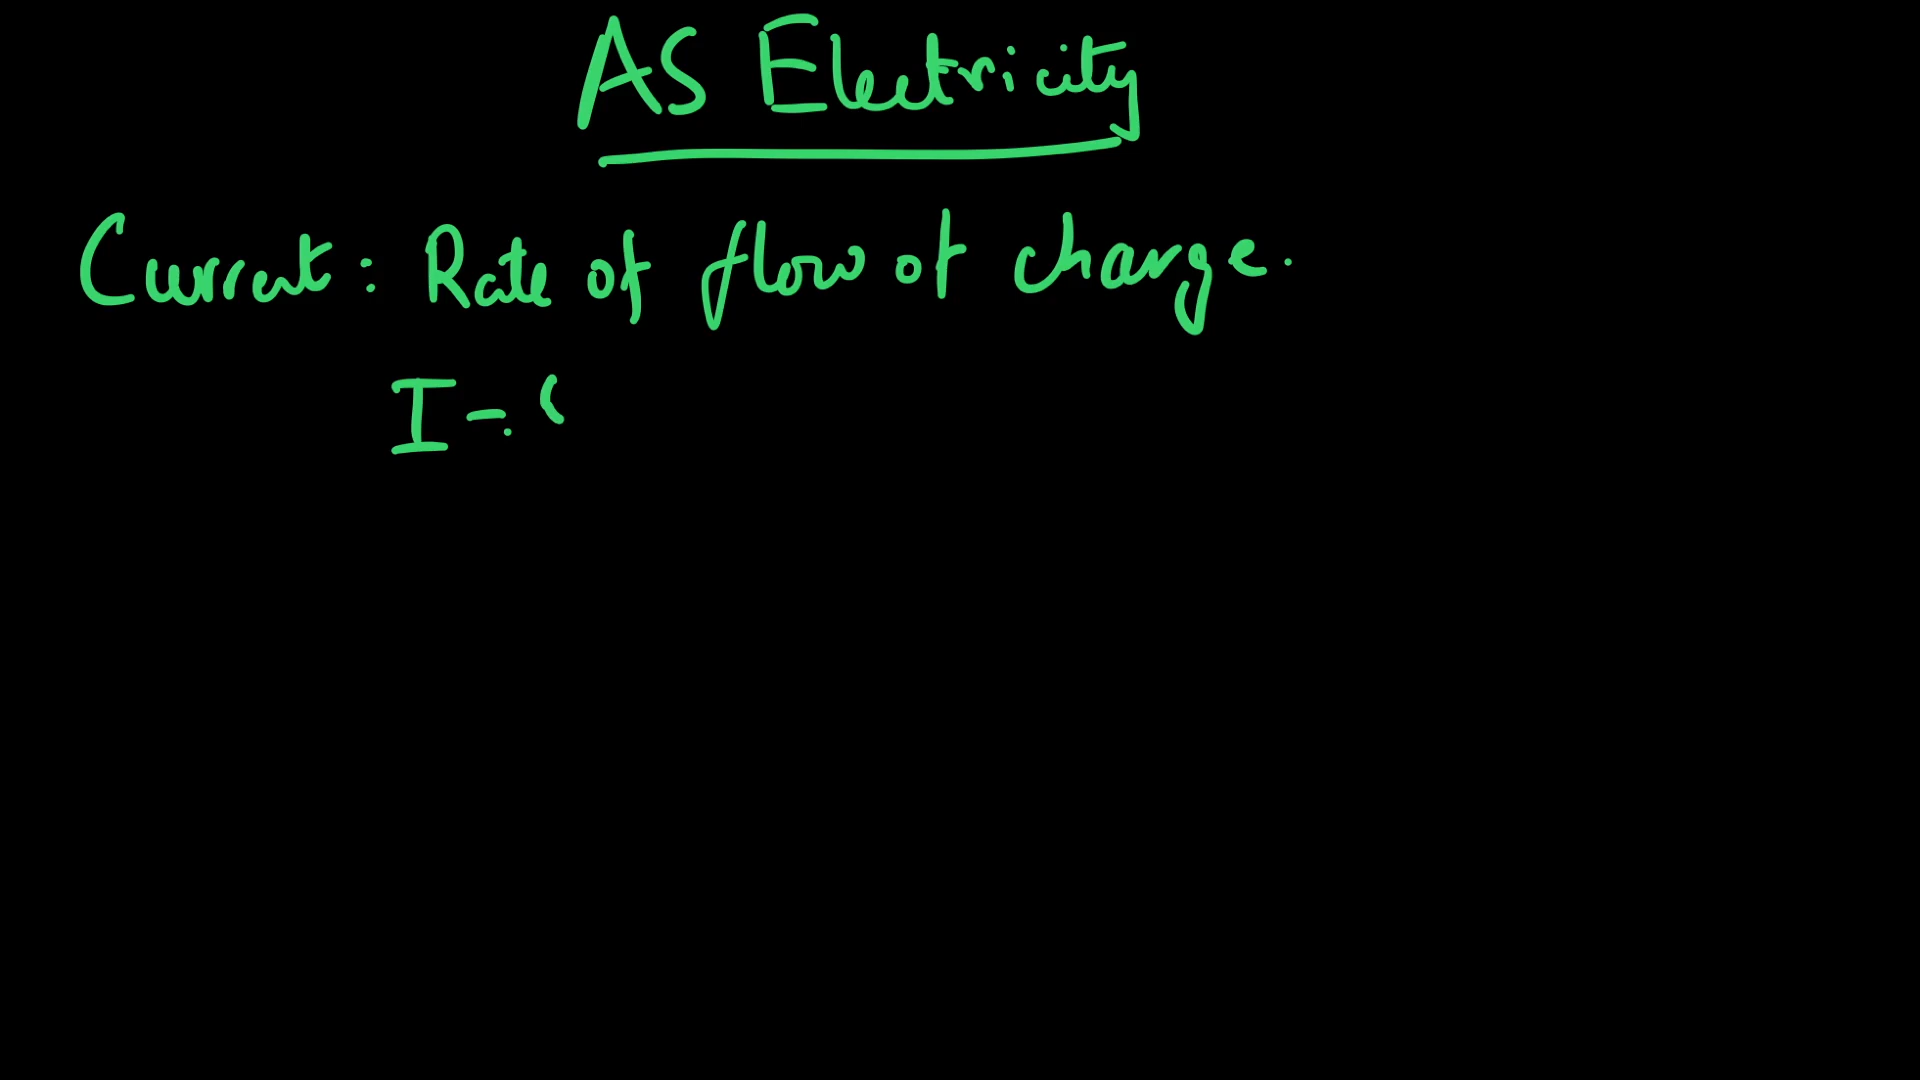 AS Electricity
Current: Rate of flow of charge.
I